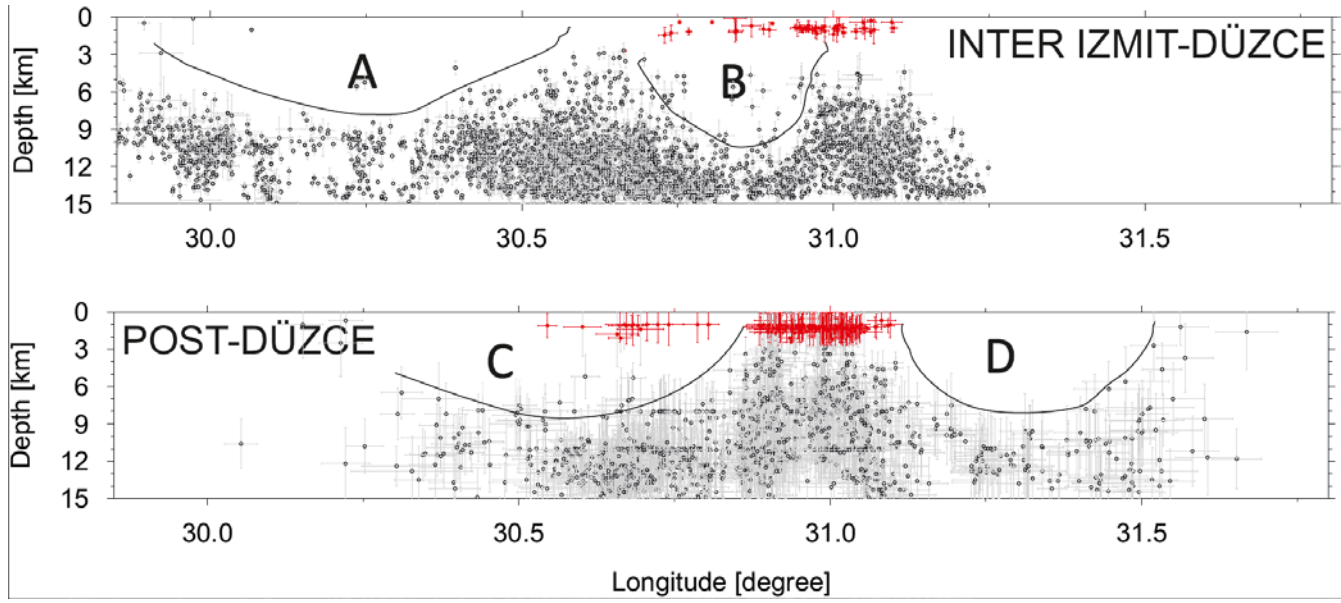 0
3
6
9
12
15
Depth [km]
A
B
INTER IZMIT-DÜZCE
30.0 30.5 31.0 31.5
0
3
6
9
12
15
Depth [km]
POST-DÜZCE
C
D
30.0 30.5 31.0 31.5
Longitude [degree]